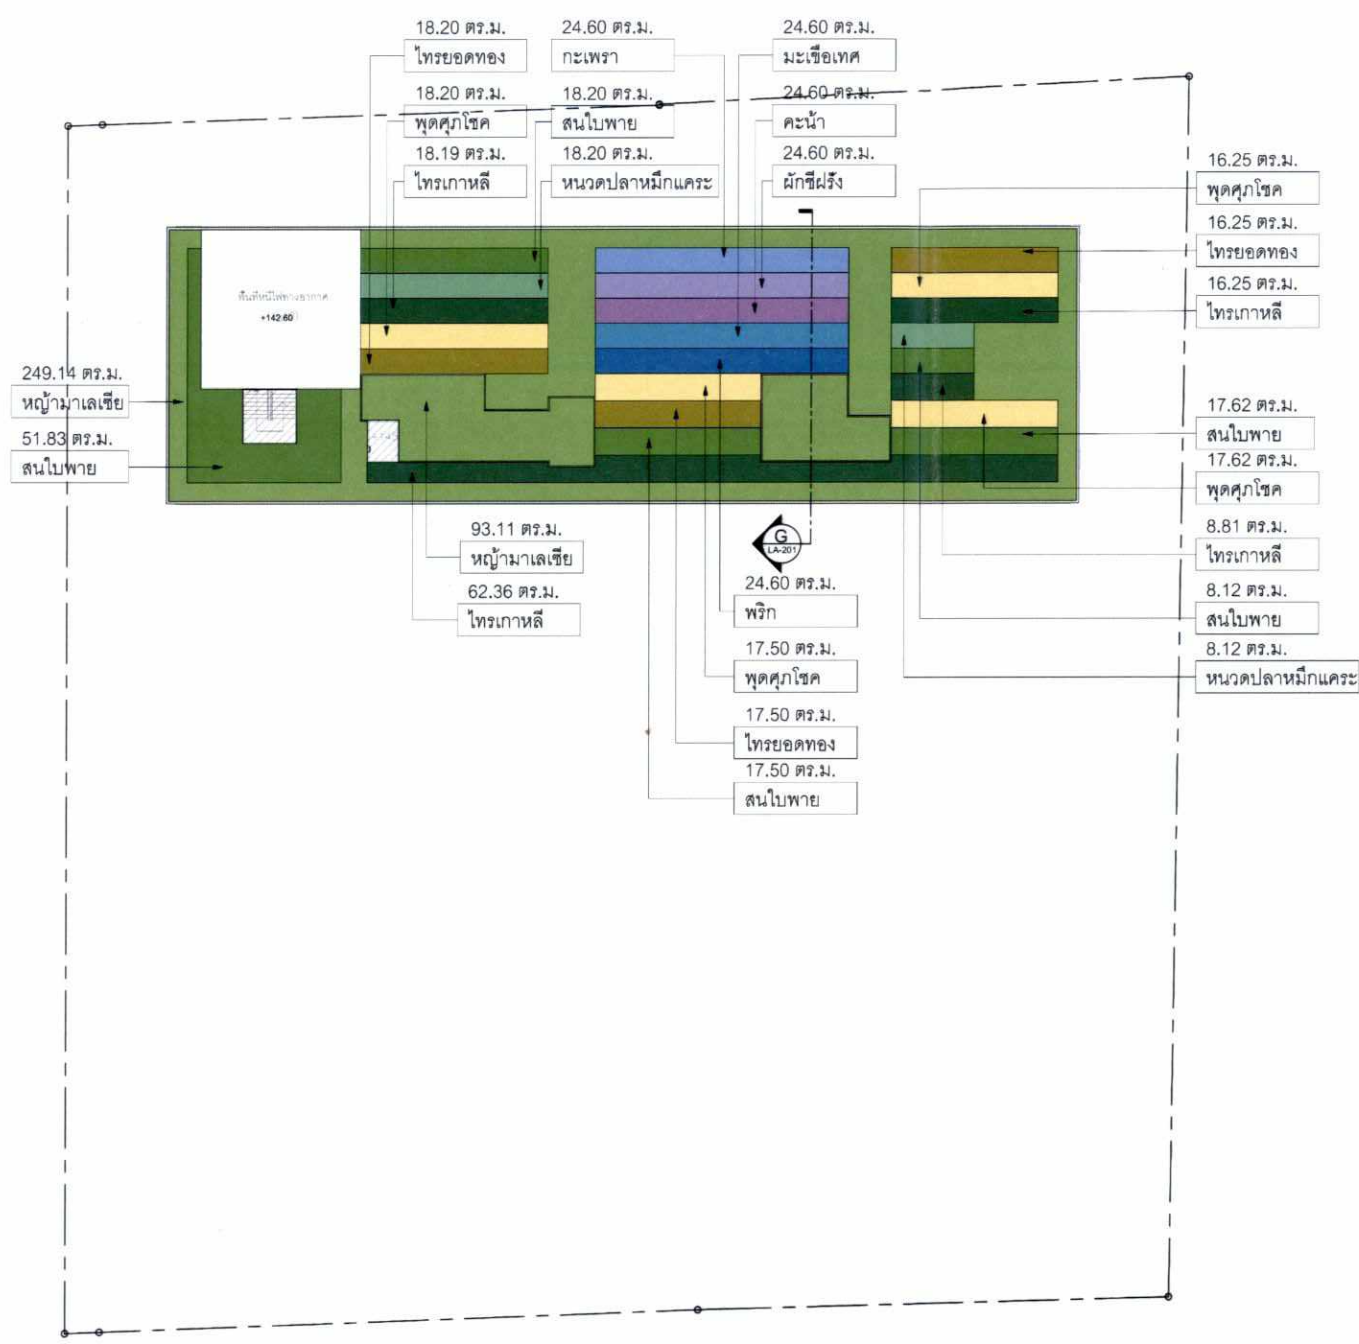 18.20 ตร.ม.
ไทรยอดทอง
24.60 ตร.ม.
กะเพรา
24.60 ตร.ม.
มะเขือเทศ
18.20 ตร.ม.
พุดศุภโชค
18.20 ตร.ม.
สนใบพาย
24.60 ตร.ม.
คะน้า
18.19 ตร.ม.
ไทรเกาหลี
18.20 ตร.ม.
หนวดปลาหมึกแคระ
24.60 ตร.ม.
ผักชีฝรั่ง
16.25 ตร.ม.
พุดศุภโชค
16.25 ตร.ม.
ไทรยอดทอง
16.25 ตร.ม.
ไทรเกาหลี
พื้นที่หนีไฟทางอากาศ
+142.60
249.14 ตร.ม.
หญ้ามาเลเซีย
51.83 ตร.ม.
สนใบพาย
17.62 ตร.ม.
สนใบพาย
17.62 ตร.ม.
พุดศุภโชค
93.11 ตร.ม.
หญ้ามาเลเซีย
G
LA-201
8.81 ตร.ม.
ไทรเกาหลี
62.36 ตร.ม.
ไทรเกาหลี
24.60 ตร.ม.
พริก
8.12 ตร.ม.
สนใบพาย
17.50 ตร.ม.
พุดศุภโชค
8.12 ตร.ม.
หนวดปลาหมึกแคระ
17.50 ตร.ม.
ไทรยอดทอง
17.50 ตร.ม.
สนใบพาย